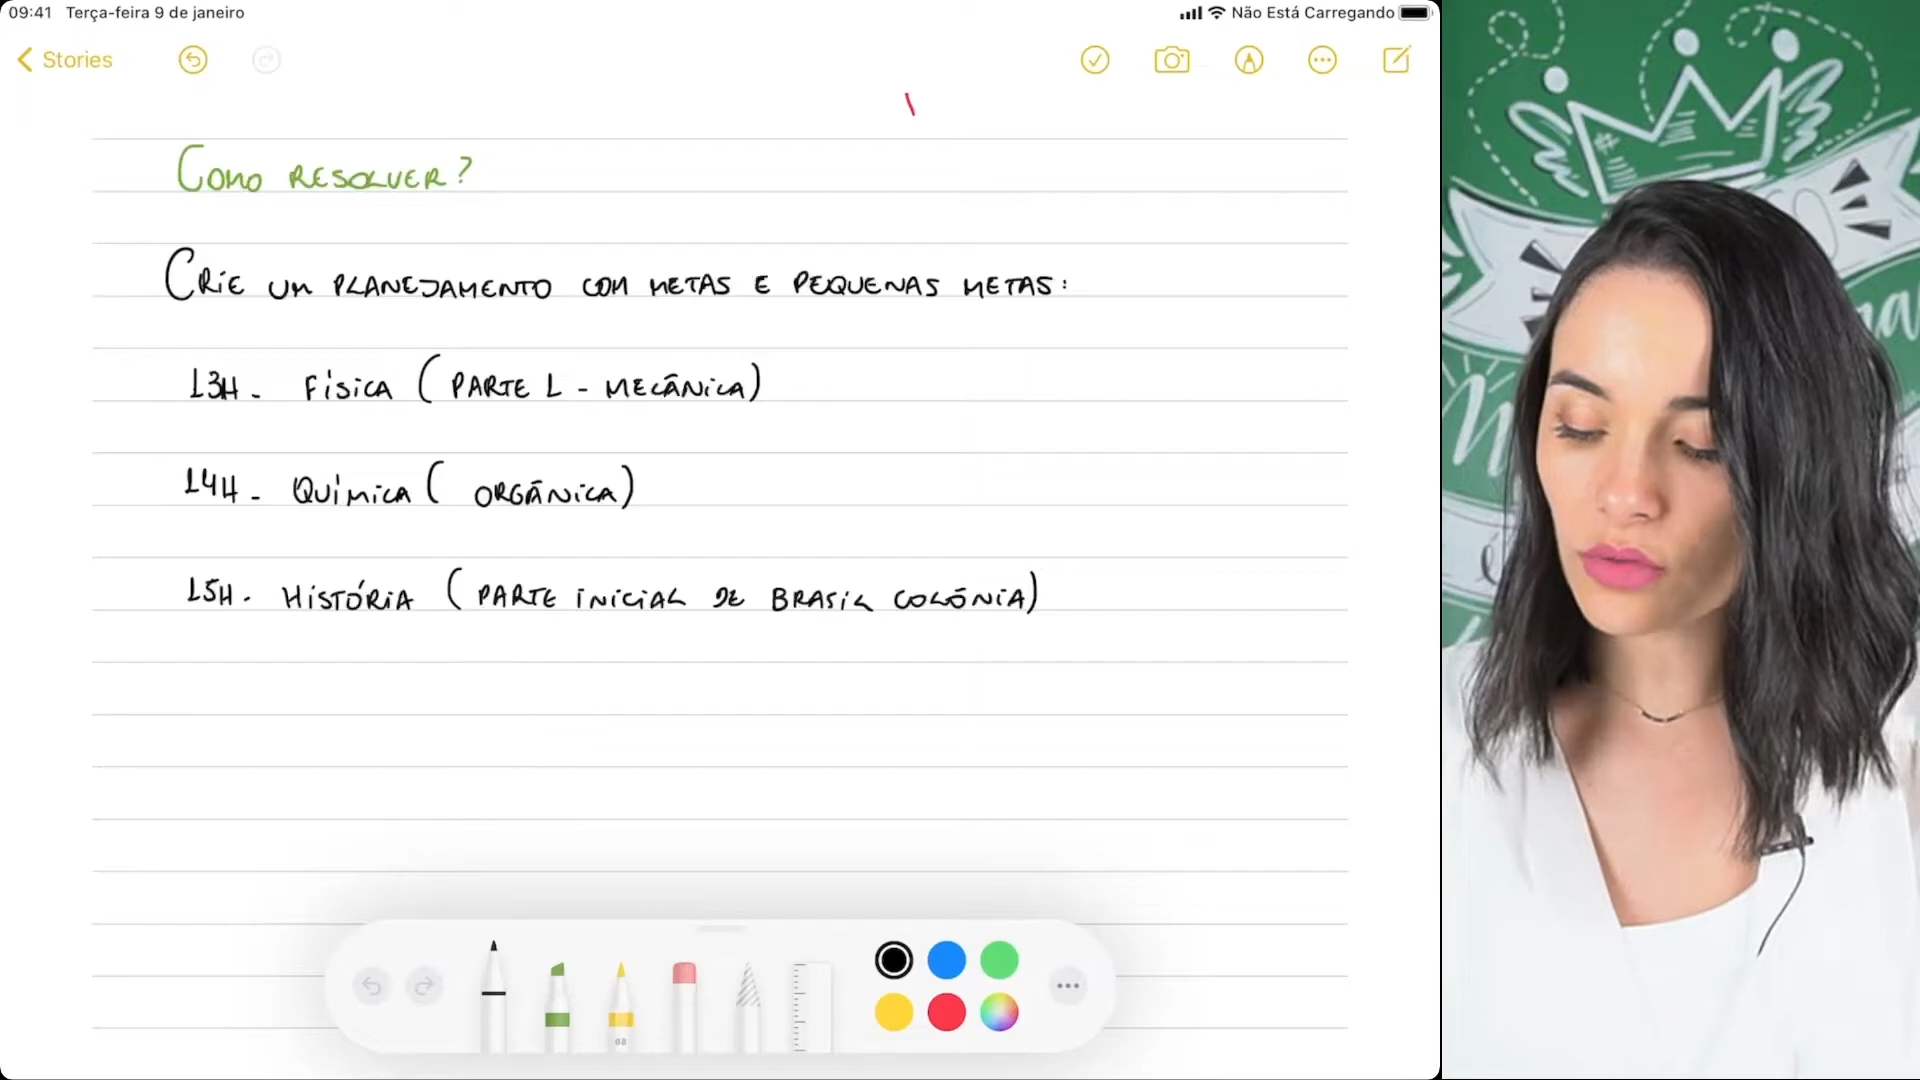 09:41 Terça-feira 9 de janeiro
Não Está Carregando
Stories
COMO RESOLVER?
CRIE UM PLANEJAMENTO COM METAS E PEQUENAS METAS:
13H - FÍSICA (PARTE 1 - MECÂNICA)
14H - QUÍMICA (ORGÂNICA)
15H - HISTÓRIA (PARTE INICIAL DE BRASIL COLÔNIA)
68